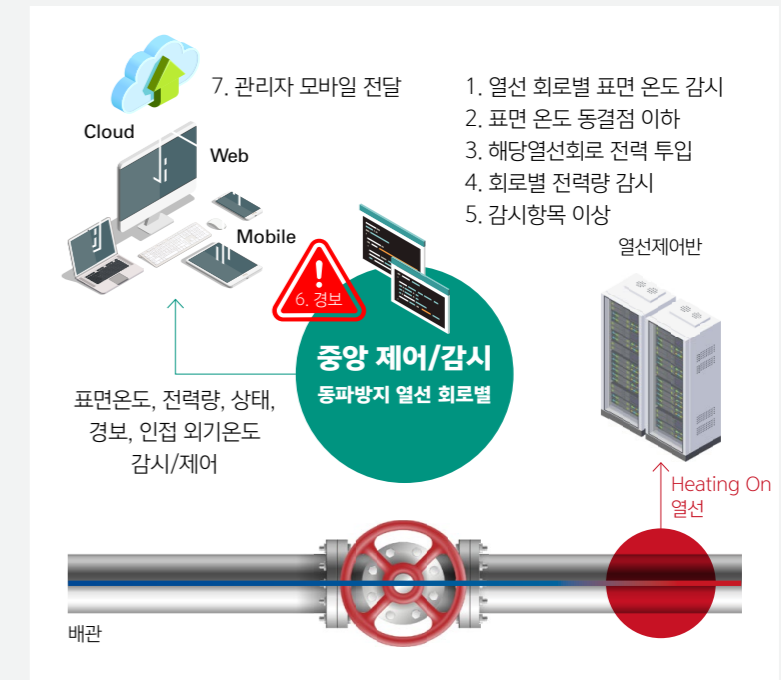 7. 관리자 모바일 전달
Cloud
Web
Mobile
1. 열선 회로별 표면 온도 감시
2. 표면 온도 동결점 이하
3. 해당열선회로 전력 투입
4. 회로별 전력량 감시
5. 감시항목 이상
열선제어반
6. 경보
중앙 제어/감시
동파방지 열선 회로별
표면온도, 전력량, 상태,
경보, 인접 외기온도
감시/제어
Heating On
열선
배관